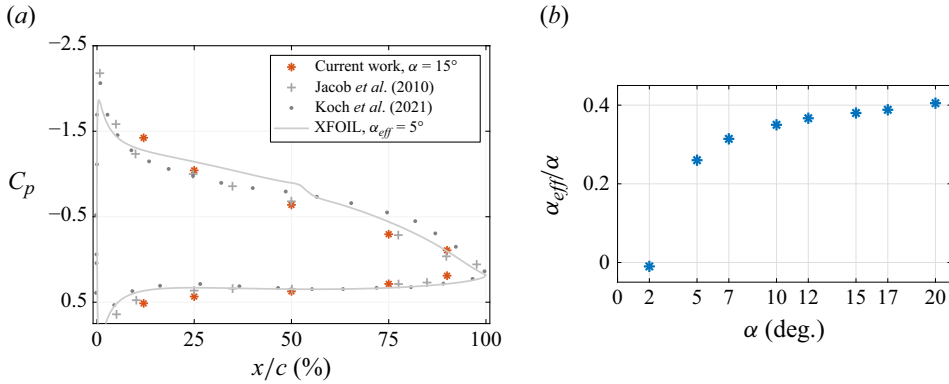 (a)
(b)
−2.5
−1.5
−0.5
0.5
C_p
0
25
50
75
100
x/c (%)
Current work, α = 15°
Jacob et al. (2010)
Koch et al. (2021)
XFOIL, α_eff = 5°
0.4
0.2
0
α_eff/α
0 2 5 7 10 12 15 17 20
α (deg.)